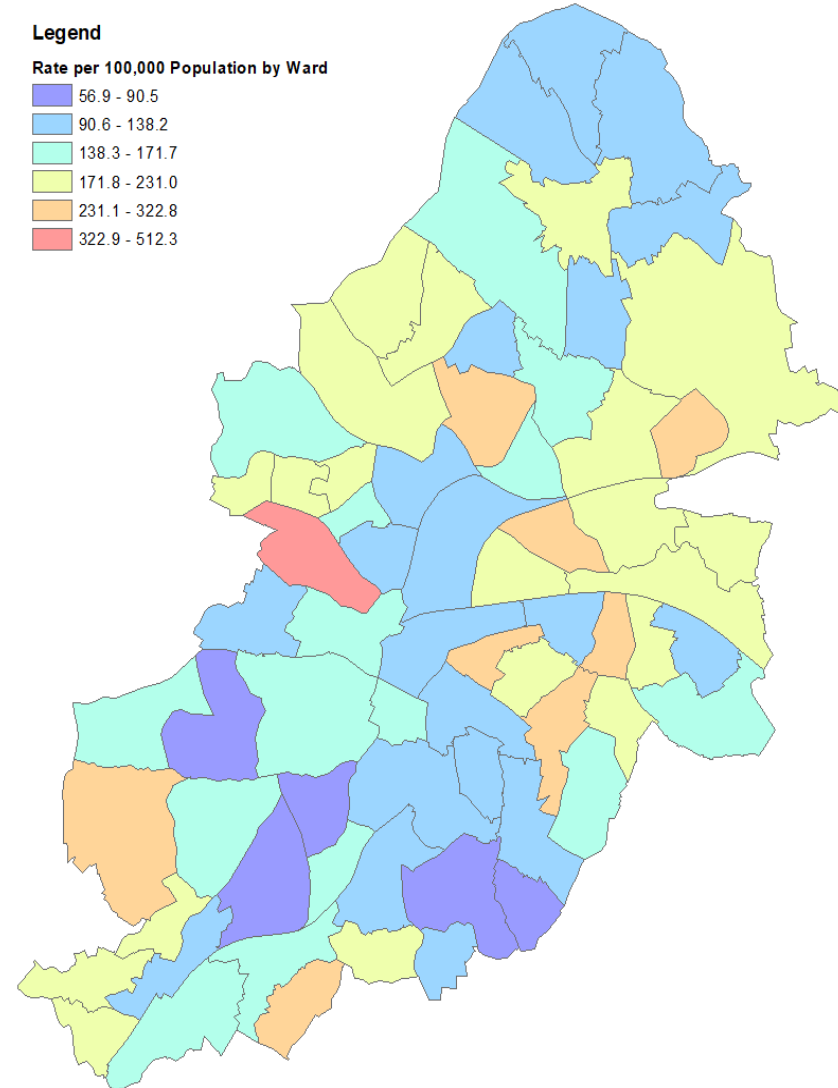 Legend
Rate per 100,000 Population by Ward
56.9 - 90.5
90.6 - 138.2
138.3 - 171.7
171.8 - 231.0
231.1 - 322.8
322.9 - 512.3